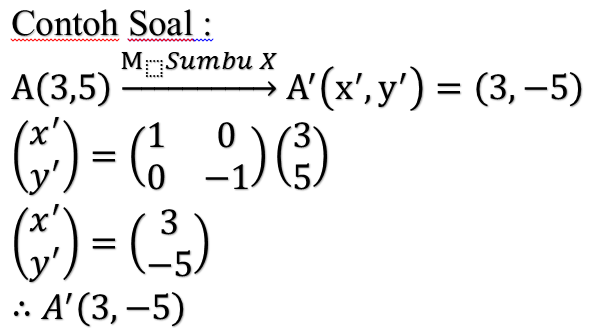 Contoh Soal :
A(3,5) M⬚Sumbu X → A′(x′, y′) = (3, −5)
(x′ y′) = (1 0 0 −1) (3 5)
(x′ y′) = (3 −5)
∴ A′(3, −5)